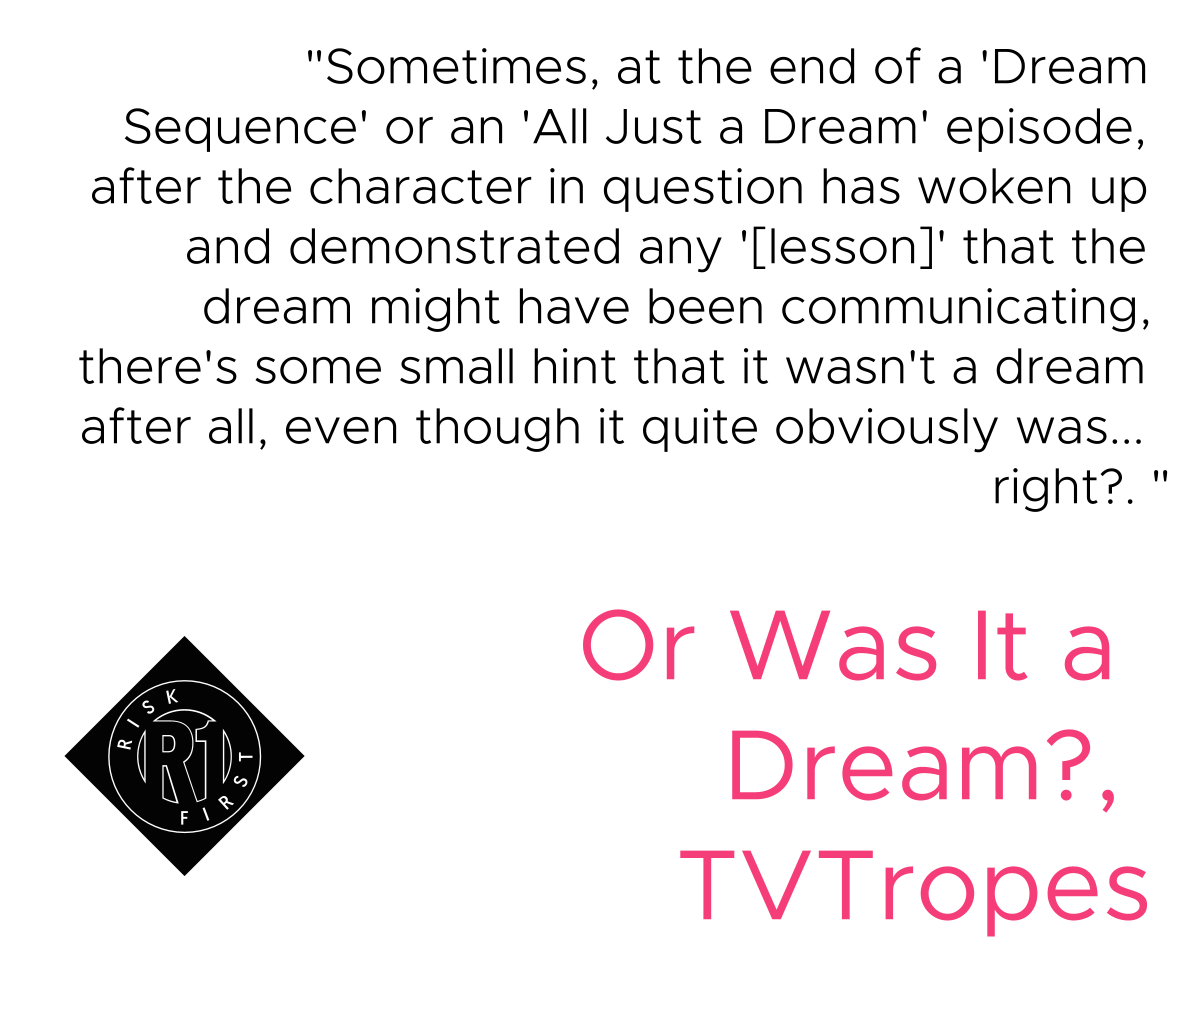 "Sometimes, at the end of a 'Dream
Sequence' or an 'All Just a Dream' episode,
after the character in question has woken up
and demonstrated any '[lesson]' that the
dream might have been communicating,
there's some small hint that it wasn't a dream
after all, even though it quite obviously was...
right?. "
Or Was It a
Dream?,
TVTropes
RISK
R1
FIRST